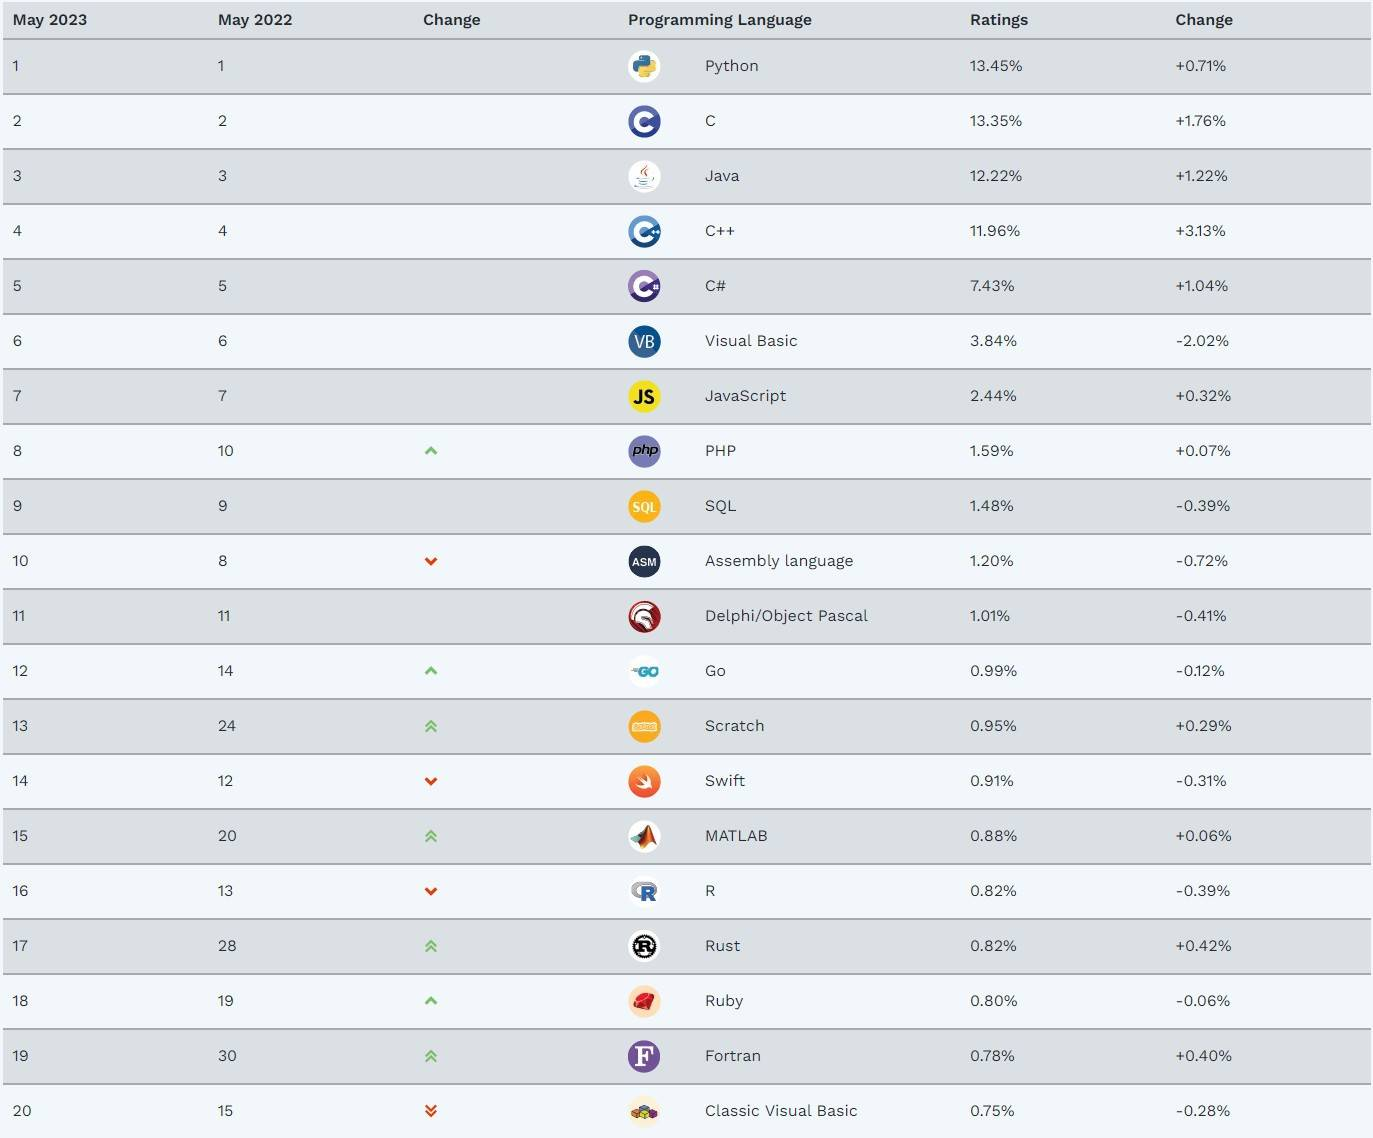 May 2023 May 2022 Change Programming Language Ratings Change
1 1 Python 13.45% +0.71%
2 2 C C 13.35% +1.76%
3 3 Java 12.22% +1.22%
4 4 C++ C++ 11.96% +3.13%
5 5 C# C# 7.43% +1.04%
6 6 VB Visual Basic 3.84% -2.02%
7 7 JS JavaScript 2.44% +0.32%
8 10 php PHP 1.59% +0.07%
9 9 SQL SQL 1.48% -0.39%
10 8 ASM Assembly language 1.20% -0.72%
11 11 Delphi/Object Pascal 1.01% -0.41%
12 14 GO Go 0.99% -0.12%
13 24 Scratch 0.95% +0.29%
14 12 Swift 0.91% -0.31%
15 20 MATLAB 0.88% +0.06%
16 13 R R 0.82% -0.39%
17 28 R Rust 0.82% +0.42%
18 19 Ruby 0.80% -0.06%
19 30 F Fortran 0.78% +0.40%
20 15 Classic Visual Basic 0.75% -0.28%